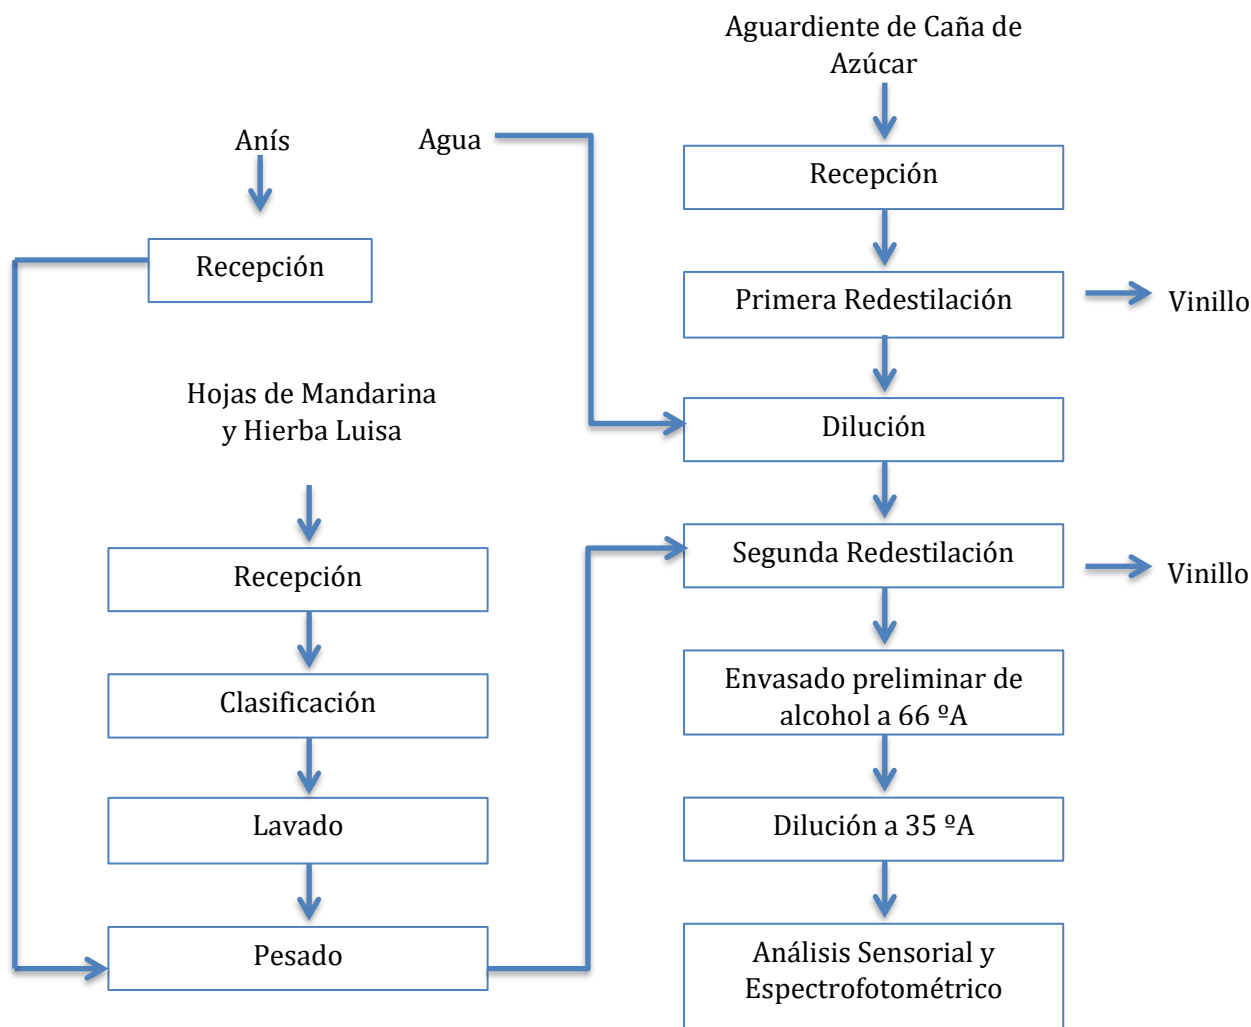 Aguardiente de Caña de
Azúcar
Anís
Agua
Recepción
Recepción
Primera Redestilación
Vinillo
Hojas de Mandarina
y Hierba Luisa
Dilución
Recepción
Segunda Redestilación
Vinillo
Clasificación
Envasado preliminar de
alcohol a 66 ºA
Lavado
Dilución a 35 ºA
Pesado
Análisis Sensorial y
Espectrofotométrico